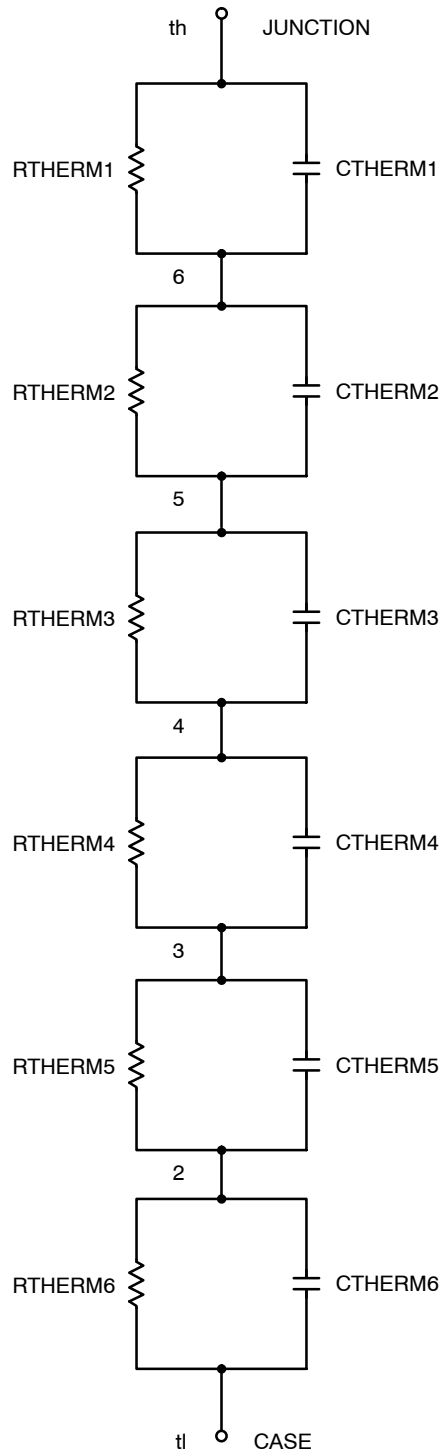 th JUNCTION
RTHERM1 CTHERM1
6
RTHERM2 CTHERM2
5
RTHERM3 CTHERM3
4
RTHERM4 CTHERM4
3
RTHERM5 CTHERM5
2
RTHERM6 CTHERM6
tl CASE